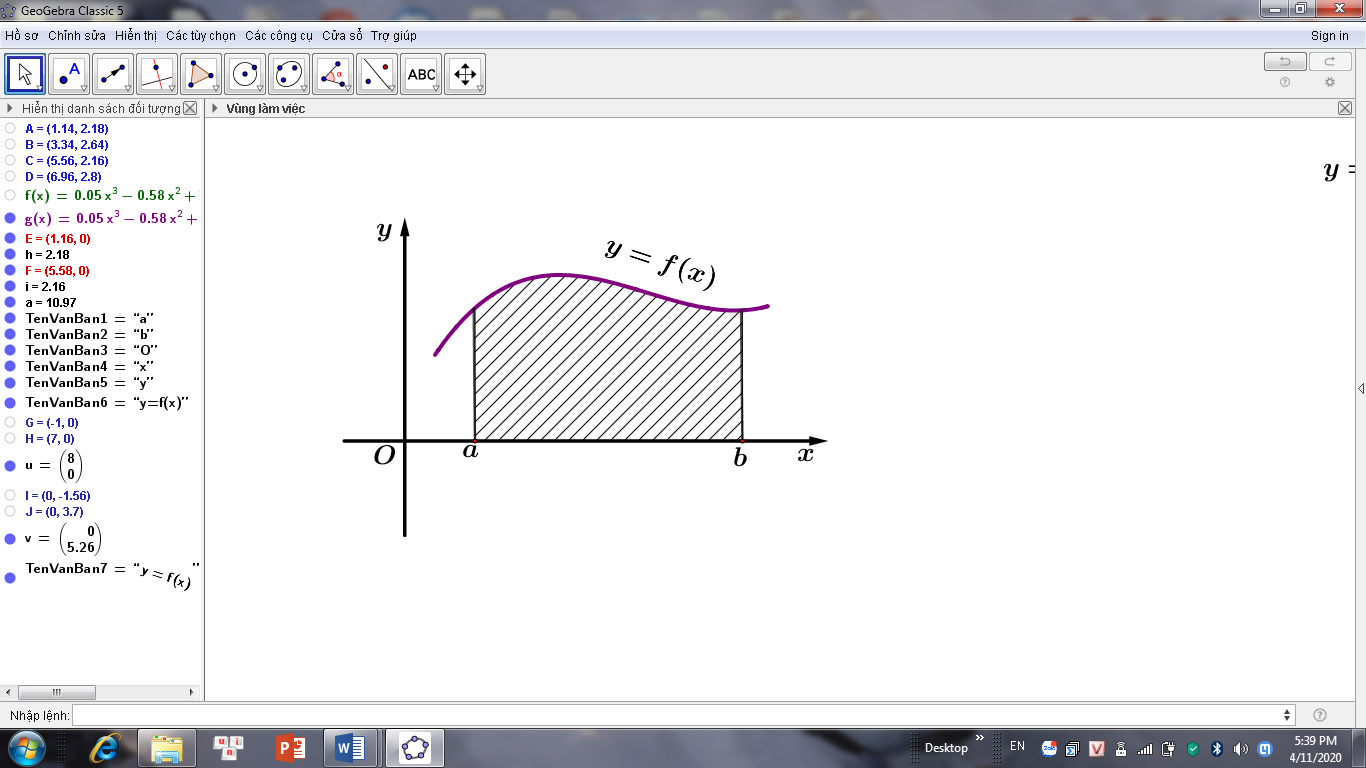 GeoGebra Classic 5
Hồ sơ Chỉnh sửa Hiển thị Các tùy chọn Các công cụ Cửa sổ Trợ giúp Sign in
A α ABC
Hiển thị danh sách đối tượng Vùng làm việc
A = (1.14, 2.18)
B = (3.34, 2.64)
C = (5.56, 2.16)
D = (6.96, 2.8)
f(x) = 0.05 x³ − 0.58 x² +
g(x) = 0.05 x³ − 0.58 x² +
E = (1.16, 0)
h = 2.18
F = (5.58, 0)
i = 2.16
a = 10.97
TenVanBan1 = “a”
TenVanBan2 = “b”
TenVanBan3 = “O”
TenVanBan4 = “x”
TenVanBan5 = “y”
TenVanBan6 = “y=f(x)”
G = (-1, 0)
H = (7, 0)
u = (8
0)
I = (0, -1.56)
J = (0, 3.7)
v = (0
5.26)
TenVanBan7 = “y = f(x)”
y =
y
y = f(x)
O a b x
Nhập lệnh:
Desktop » EN 5:39 PM
4/11/2020